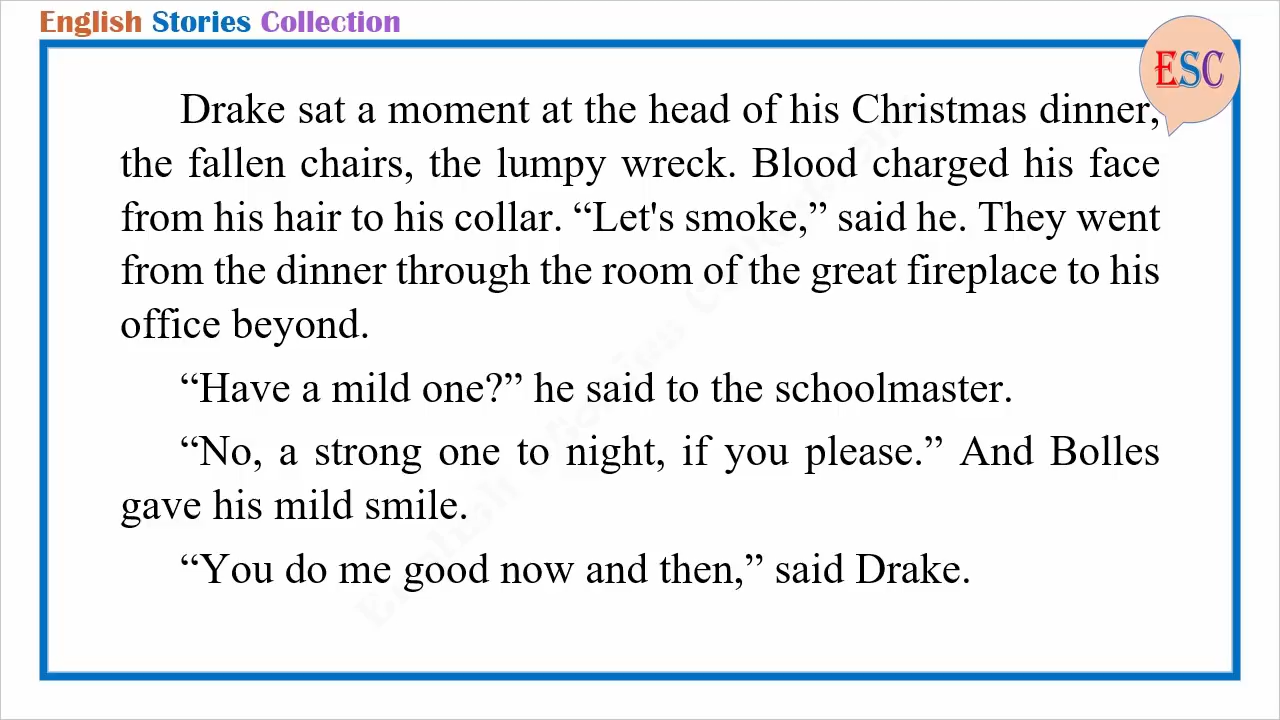 English Stories Collection
ESC
Drake sat a moment at the head of his Christmas dinner,
the fallen chairs, the lumpy wreck. Blood charged his face
from his hair to his collar. “Let's smoke,” said he. They went
from the dinner through the room of the great fireplace to his
office beyond.
“Have a mild one?” he said to the schoolmaster.
“No, a strong one to night, if you please.” And Bolles
gave his mild smile.
“You do me good now and then,” said Drake.